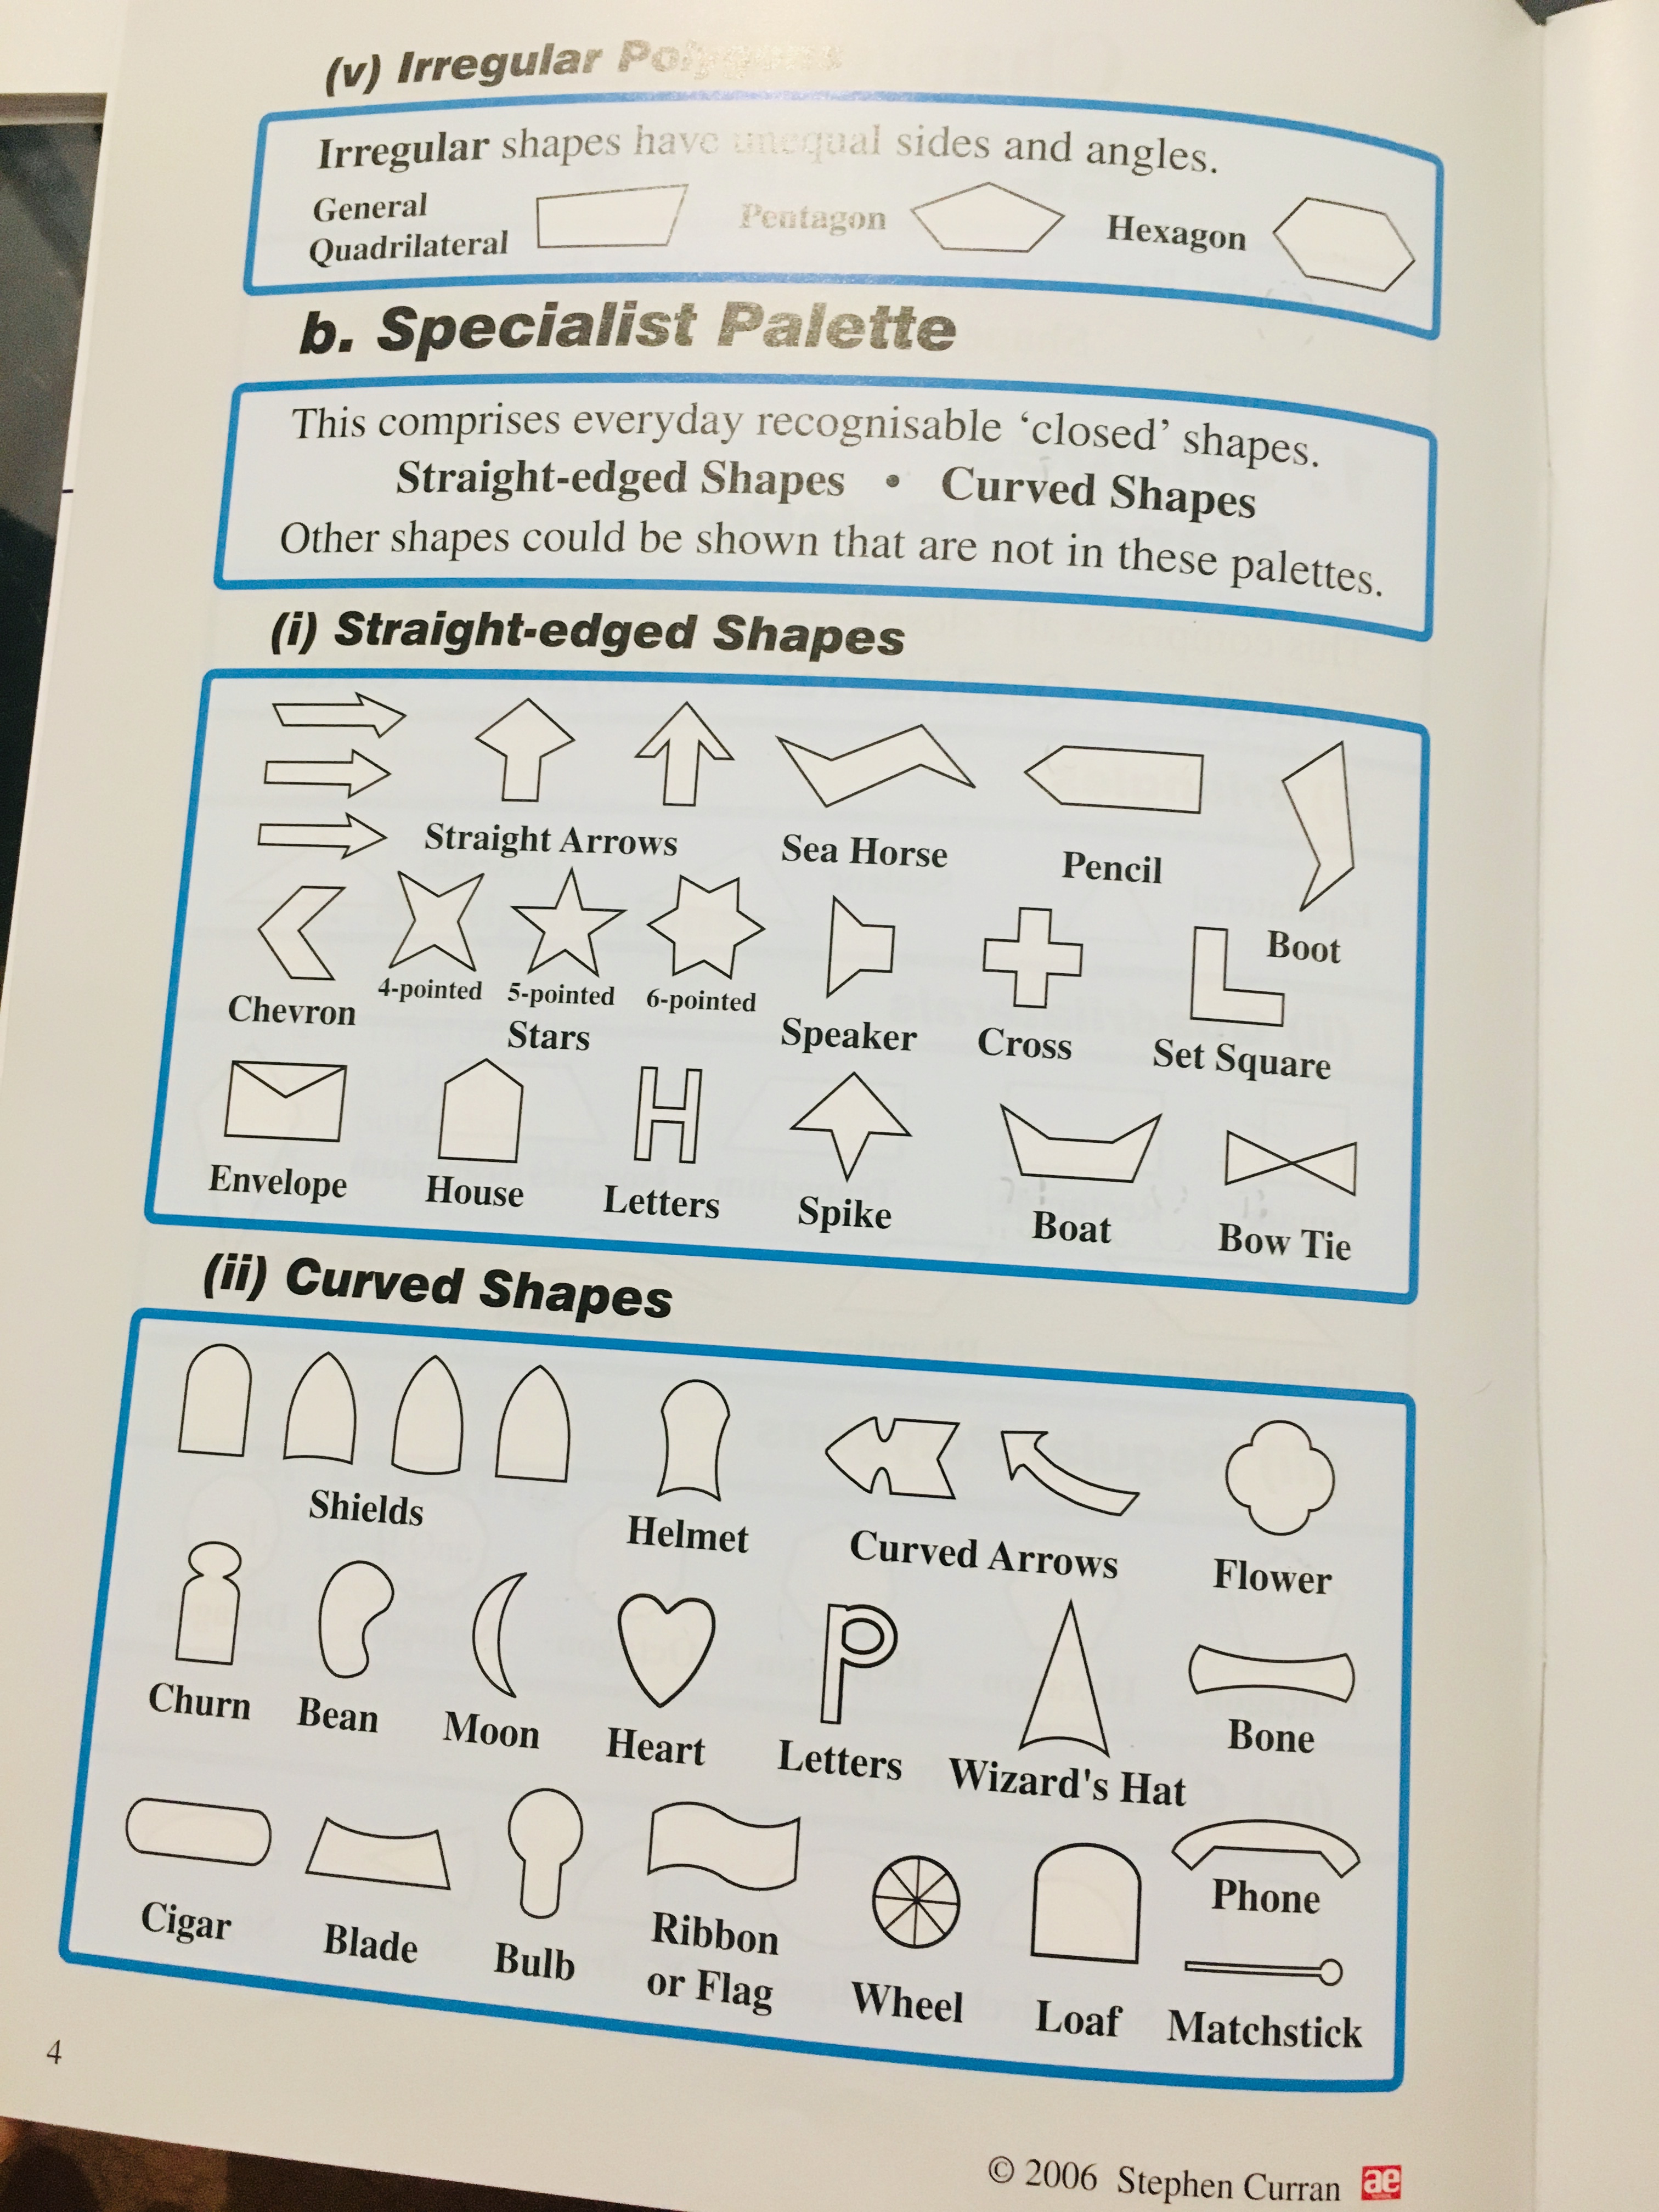 (v) Irregular Polygons
Irregular shapes have unequal sides and angles.
General
Quadrilateral
Pentagon
Hexagon
b. Specialist Palette
This comprises everyday recognisable ‘closed’ shapes.
Straight-edged Shapes • Curved Shapes
Other shapes could be shown that are not in these palettes.
(i) Straight-edged Shapes
Straight Arrows
Sea Horse
Pencil
Boot
Chevron
4-pointed 5-pointed 6-pointed
Stars
Speaker
Cross
Set Square
Envelope
House
Letters
Spike
Boat
Bow Tie
(ii) Curved Shapes
Shields
Helmet
Curved Arrows
Flower
Churn
Bean
Moon
Heart
Letters
Wizard's Hat
Bone
Cigar
Blade
Bulb
Ribbon
or Flag
Wheel
Loaf
Phone
Matchstick
4
© 2006 Stephen Curran ae